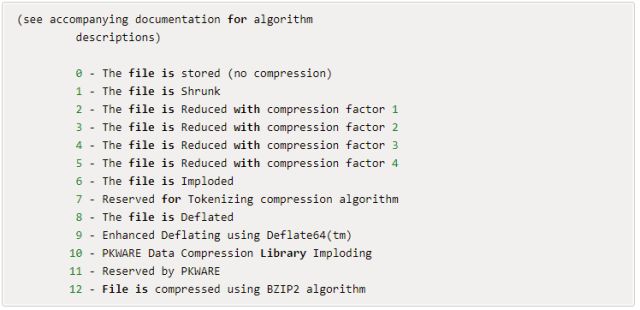 (see accompanying documentation for algorithm
descriptions)
0 - The file is stored (no compression)
1 - The file is Shrunk
2 - The file is Reduced with compression factor 1
3 - The file is Reduced with compression factor 2
4 - The file is Reduced with compression factor 3
5 - The file is Reduced with compression factor 4
6 - The file is Imploded
7 - Reserved for Tokenizing compression algorithm
8 - The file is Deflated
9 - Enhanced Deflating using Deflate64(tm)
10 - PKWARE Data Compression Library Imploding
11 - Reserved by PKWARE
12 - File is compressed using BZIP2 algorithm